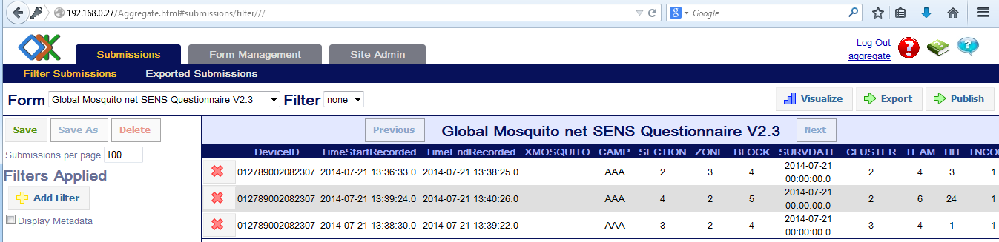 192.168.0.27/Aggregate.html#submissions/filter///
Google
Submissions Form Management Site Admin
Log Out
aggregate
Filter Submissions Exported Submissions
Form Global Mosquito net SENS Questionnaire V2.3 Filter none Visualize Export Publish
Save Save As Delete Previous Global Mosquito net SENS Questionnaire V2.3 Next
Submissions per page 100
Filters Applied
Add Filter
Display Metadata
DeviceID TimeStartRecorded TimeEndRecorded XMOSQUITO CAMP SECTION ZONE BLOCK SURVDATE CLUSTER TEAM HH TNCO
012789002082307 2014-07-21 13:36:33.0 2014-07-21 13:38:25.0 AAA 2 3 4 2014-07-21 00:00:00.0 2 4 3 1
012789002082307 2014-07-21 13:39:24.0 2014-07-21 13:40:26.0 AAA 4 2 5 2014-07-21 00:00:00.0 2 6 24 1
012789002082307 2014-07-21 13:38:30.0 2014-07-21 13:39:22.0 AAA 3 2 4 2014-07-21 00:00:00.0 3 4 1 1